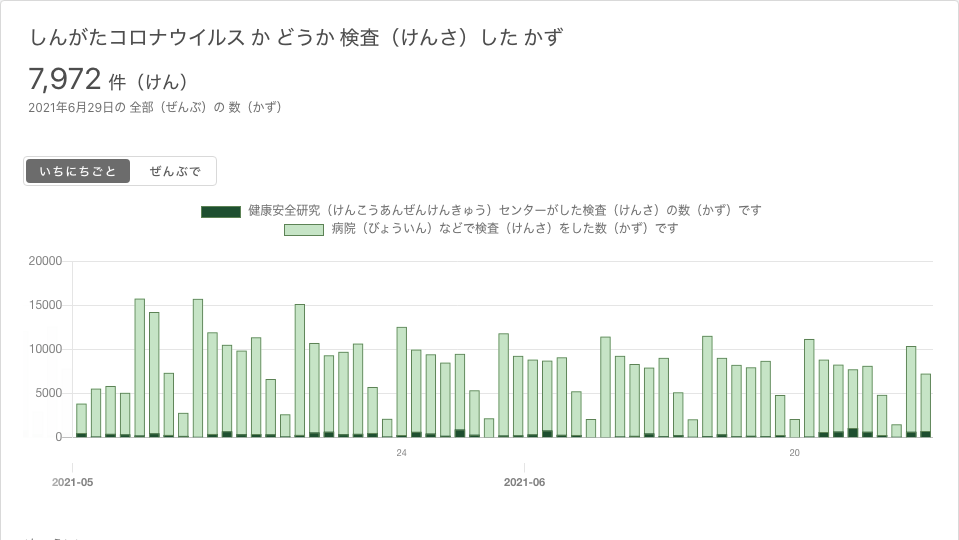 しんがたコロナウイルス か どうか 検査（けんさ）した かず
7,972 件（けん）
2021年6月29日の 全部（ぜんぶ）の 数（かず）
いちにちごと ぜんぶで
健康安全研究（けんこうあんぜんけんきゅう）センターがした検査（けんさ）の数（かず）です
病院（びょういん）などで検査（けんさ）をした数（かず）です
20000
15000
10000
5000
0
24 20
2021-05 2021-06